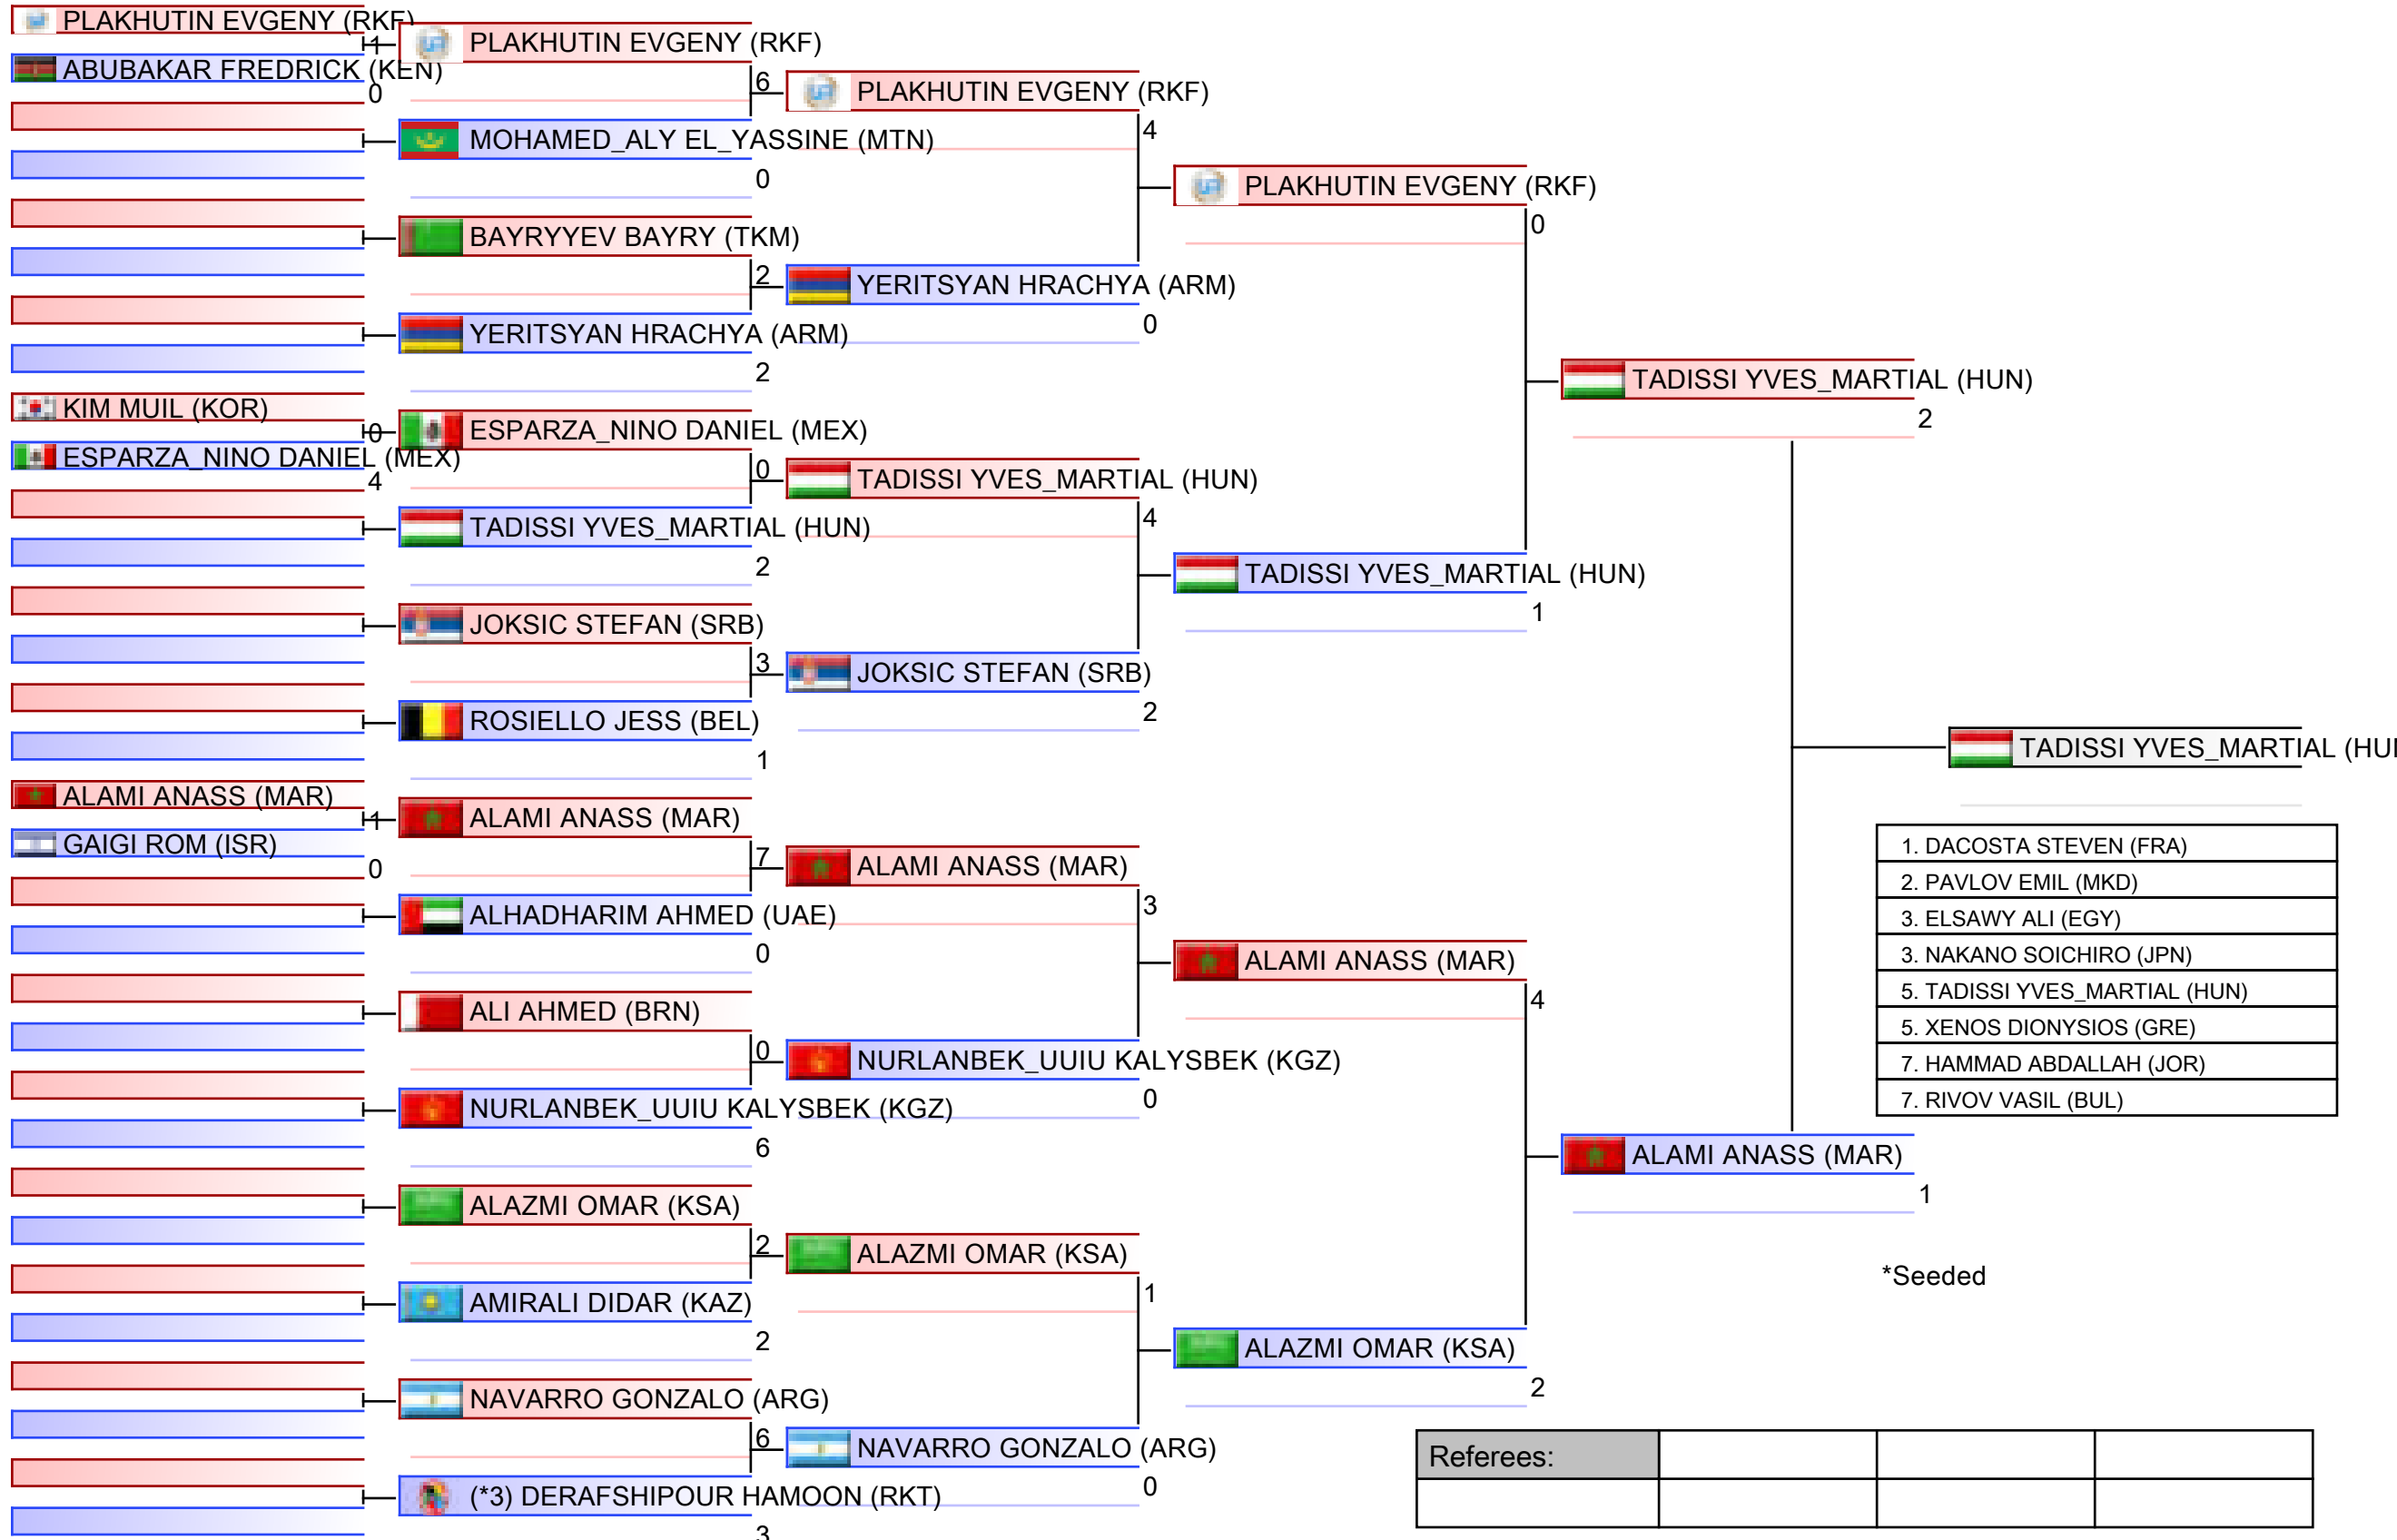 PLAKHUTIN EVGENY (RKF)
1
ABUBAKAR FREDRICK (KEN)
0
KIM MUIL (KOR)
0
ESPARZA_NINO DANIEL (MEX)
4
ALAMI ANASS (MAR)
1
GAIGI ROM (ISR)
0
PLAKHUTIN EVGENY (RKF)
6
MOHAMED_ALY EL_YASSINE (MTN)
0
BAYRYYEV BAYRY (TKM)
2
YERITSYAN HRACHYA (ARM)
2
ESPARZA_NINO DANIEL (MEX)
0
TADISSI YVES_MARTIAL (HUN)
2
JOKSIC STEFAN (SRB)
3
ROSIELLO JESS (BEL)
1
ALAMI ANASS (MAR)
7
ALHADHARIM AHMED (UAE)
0
ALI AHMED (BRN)
0
NURLANBEK_UUIU KALYSBEK (KGZ)
6
ALAZMI OMAR (KSA)
2
AMIRALI DIDAR (KAZ)
2
NAVARRO GONZALO (ARG)
6
(*3) DERAFSHIPOUR HAMOON (RKT)
3
PLAKHUTIN EVGENY (RKF)
4
YERITSYAN HRACHYA (ARM)
0
TADISSI YVES_MARTIAL (HUN)
4
JOKSIC STEFAN (SRB)
2
ALAMI ANASS (MAR)
3
NURLANBEK_UUIU KALYSBEK (KGZ)
0
ALAZMI OMAR (KSA)
1
NAVARRO GONZALO (ARG)
0
PLAKHUTIN EVGENY (RKF)
0
TADISSI YVES_MARTIAL (HUN)
1
ALAMI ANASS (MAR)
4
ALAZMI OMAR (KSA)
2
TADISSI YVES_MARTIAL (HUN)
2
ALAMI ANASS (MAR)
1
TADISSI YVES_MARTIAL (HU
1. DACOSTA STEVEN (FRA)
2. PAVLOV EMIL (MKD)
3. ELSAWY ALI (EGY)
3. NAKANO SOICHIRO (JPN)
5. TADISSI YVES_MARTIAL (HUN)
5. XENOS DIONYSIOS (GRE)
7. HAMMAD ABDALLAH (JOR)
7. RIVOV VASIL (BUL)
*Seeded
Referees: